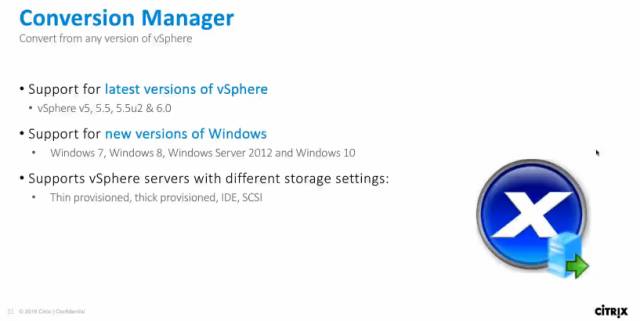 Conversion Manager
Convert from any version of vSphere
• Support for latest versions of vSphere
• vSphere v5, 5.5, 5.5u2 & 6.0
• Support for new versions of Windows
• Windows 7, Windows 8, Windows Server 2012 and Windows 10
• Supports vSphere servers with different storage settings:
• Thin provisioned, thick provisioned, IDE, SCSI
X
© 2016 Citrix | Confidential
CITRIX